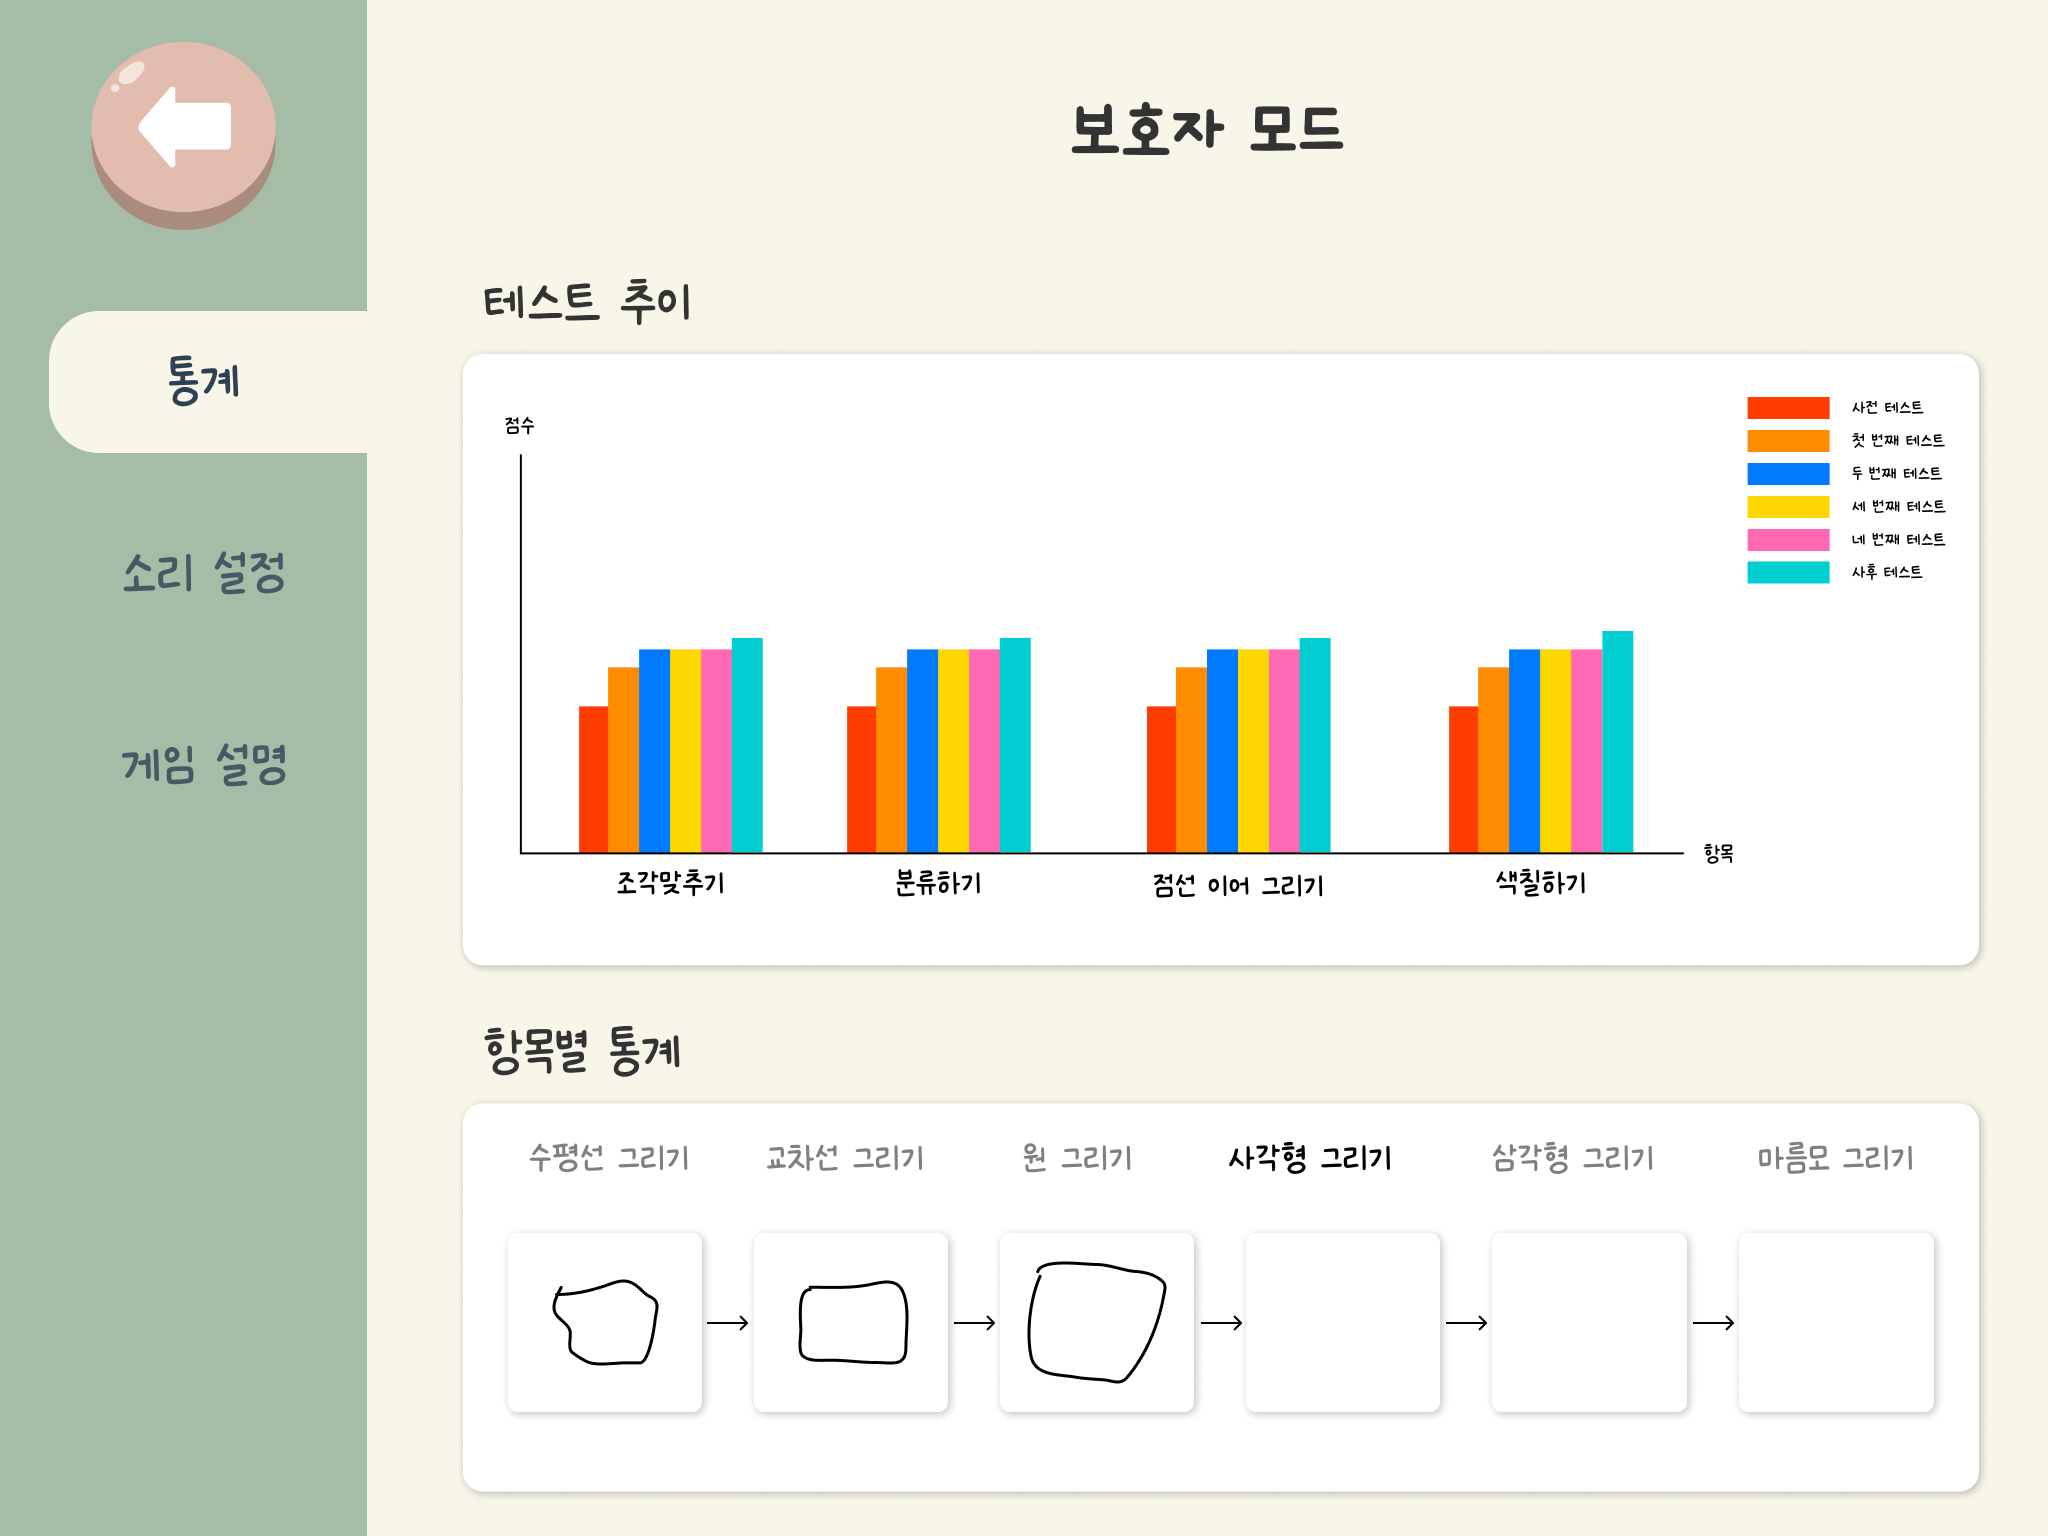 보호자 모드
통계
소리 설정
게임 설명
테스트 추이
점수
사전 테스트
첫 번째 테스트
두 번째 테스트
세 번째 테스트
네 번째 테스트
사후 테스트
항목
조각맞추기 분류하기 점선 이어 그리기 색칠하기
항목별 통계
수평선 그리기 교차선 그리기 원 그리기 사각형 그리기 삼각형 그리기 마름모 그리기